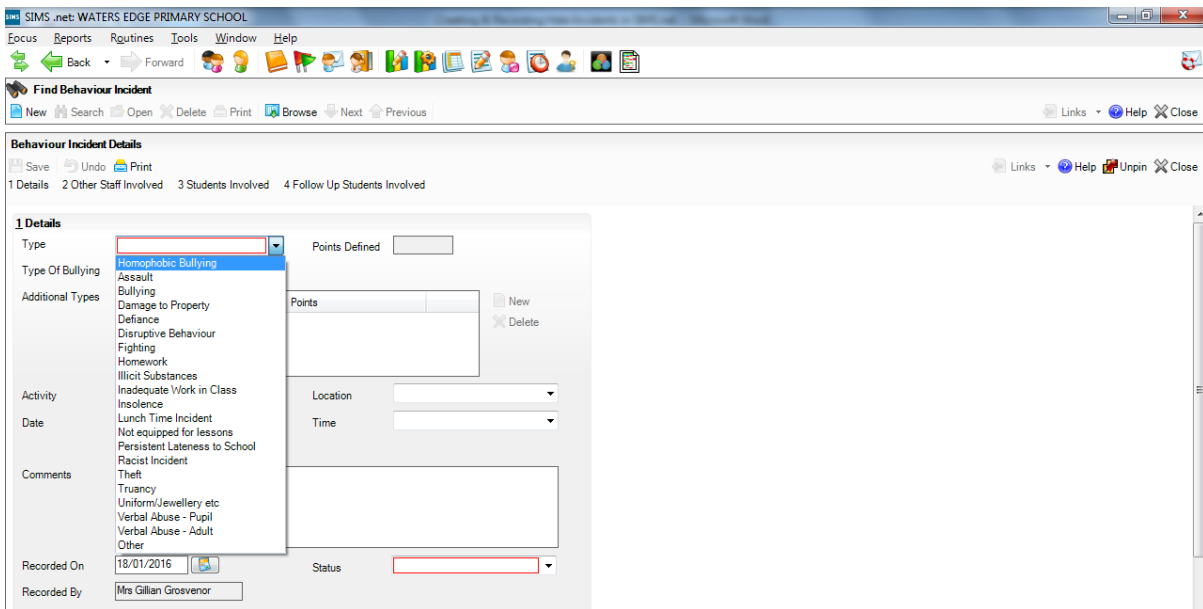 SIMS SIMS .net: WATERS EDGE PRIMARY SCHOOL
Focus Reports Routines Tools Window Help
Back Forward
Find Behaviour Incident
New Search Open Delete Print Browse Next Previous Links Help Close
Behaviour Incident Details
Save Undo Print Links Help Unpin Close
1 Details 2 Other Staff Involved 3 Students Involved 4 Follow Up Students Involved
1 Details
Type Points Defined
Homophobic Bullying
Type Of Bullying
Assault
Bullying
Additional Types Points New
Damage to Property
Defiance Delete
Disruptive Behaviour
Fighting
Homework
Illicit Substances
Inadequate Work in Class
Activity Location
Insolence
Lunch Time Incident
Date Time
Not equipped for lessons
Persistent Lateness to School
Racist Incident
Comments Theft
Truancy
Uniform/Jewellery etc
Verbal Abuse - Pupil
Verbal Abuse - Adult
Other
Recorded On 18/01/2016 Status
Recorded By Mrs Gillian Grosvenor